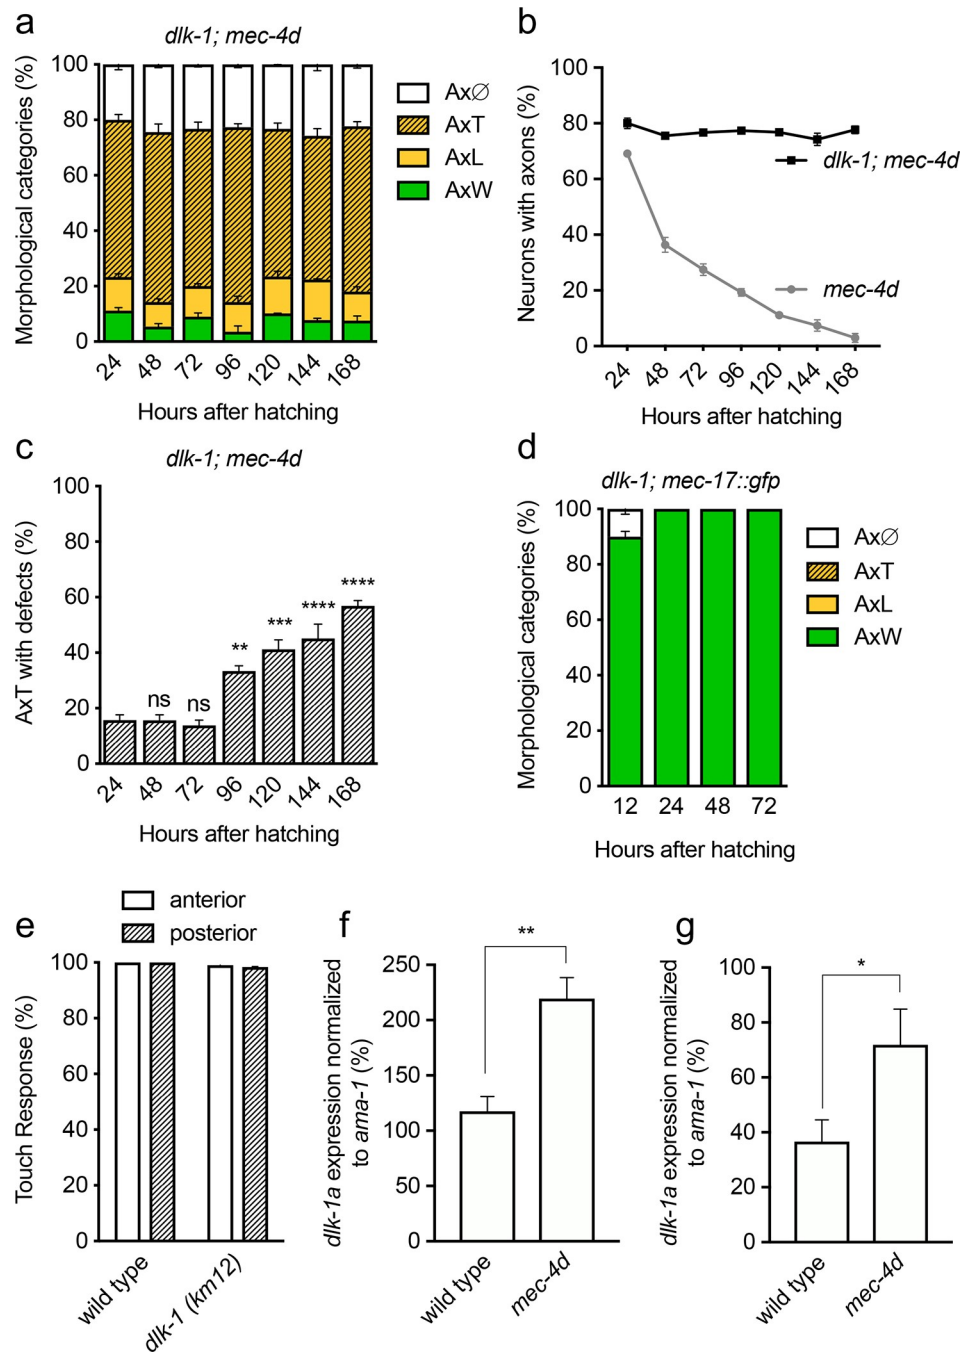 a
dlk-1; mec-4d
Morphological categories (%)
100
80
60
40
20
0
24 48 72 96 120 144 168
Hours after hatching
AxØ
AxT
AxL
AxW
b
Neurons with axons (%)
100
80
60
40
20
0
dlk-1; mec-4d
mec-4d
24 48 72 96 120 144 168
Hours after hatching
c
dlk-1; mec-4d
AxT with defects (%)
100
80
60
40
20
0
ns ns ** *** **** ****
24 48 72 96 120 144 168
Hours after hatching
d
dlk-1; mec-17::gfp
Morphological categories (%)
100
80
60
40
20
0
12 24 48 72
Hours after hatching
AxØ
AxT
AxL
AxW
e
anterior
posterior
Touch Response (%)
100
80
60
40
20
0
wild type
dlk-1 (km12)
f
dlk-1a expression normalized
to ama-1 (%)
250
200
150
100
50
0
**
wild type
mec-4d
g
dlk-1a expression normalized
to ama-1 (%)
100
80
60
40
20
0
*
wild type
mec-4d